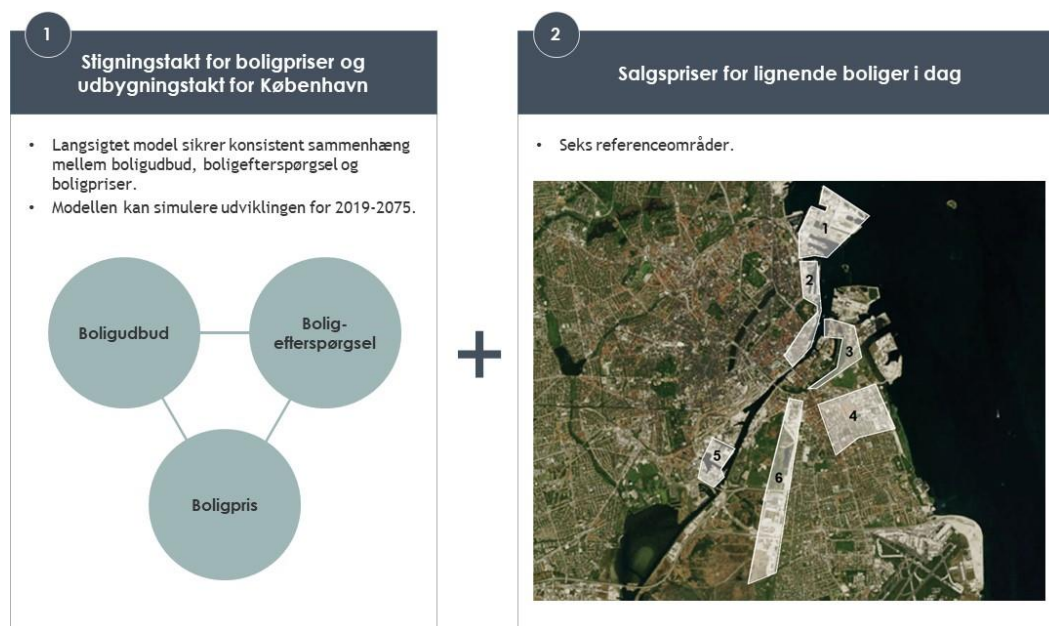 1
Stigningstakt for boligpriser og
udbygningstakt for København
• Langsigtet model sikrer konsistent sammenhæng
mellem boligudbud, boligefterspørgsel og
boligpriser.
• Modellen kan simulere udviklingen for 2019-2075.
Boligudbud
Bolig-
efterspørgsel
Boligpris
+
2
Salgspriser for lignende boliger i dag
• Seks referenceområder.
1
2
3
4
5
6